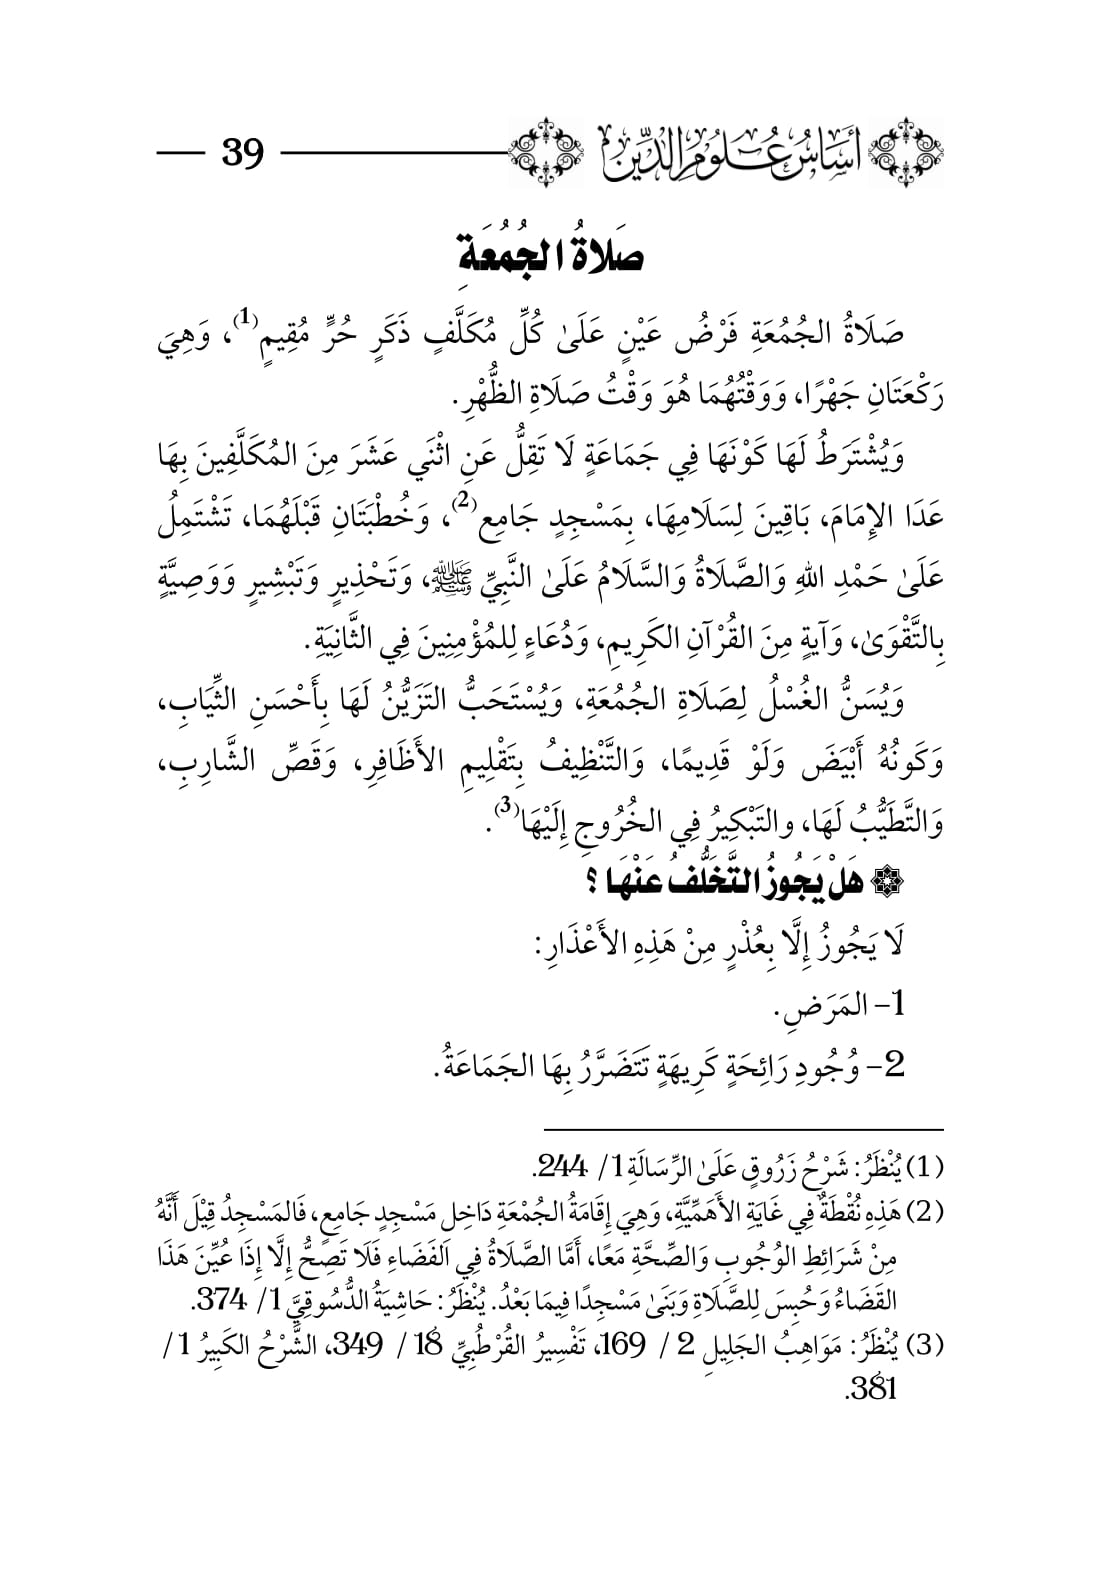 أَسَاسُ عُلُومِ الدِّينِ
39
صَلَاةُ الجُمُعَةِ
صَلَاةُ الجُمُعَةِ فَرْضُ عَيْنٍ عَلَىٰ كُلِّ مُكَلَّفٍ ذَكَرٍ حُرٍّ مُقِيمٍ(1)، وَهِيَ
رَكْعَتَانِ جَهْرًا، وَوَقْتُهُمَا هُوَ وَقْتُ صَلَاةِ الظُّهْرِ.
وَيُشْتَرَطُ لَهَا كَوْنَهَا فِي جَمَاعَةٍ لَا تَقِلُّ عَنِ اثْنَي عَشَرَ مِنَ المُكَلَّفِينَ بِهَا
عَدَا الإِمَامَ، بَاقِينَ لِسَلَامِهَا، بِمَسْجِدٍ جَامِعٍ(2)، وَخُطْبَتَانِ قَبْلَهُمَا، تَشْتَمِلُ
عَلَىٰ حَمْدِ اللهِ وَالصَّلَاةُ وَالسَّلَامُ عَلَىٰ النَّبِيِّ ﷺ، وَتَحْذِيرٍ وَتَبْشِيرٍ وَوَصِيَّةٍ
بِالتَّقْوَىٰ، وَآيَةٍ مِنَ القُرْآنِ الكَرِيمِ، وَدُعَاءٍ لِلمُؤْمِنِينَ فِي الثَّانِيَةِ.
وَيُسَنُّ الغُسْلُ لِصَلَاةِ الجُمُعَةِ، وَيُسْتَحَبُّ التَزَيُّنُ لَهَا بِأَحْسَنِ الثِّيَابِ،
وَكَونُهُ أَبْيَضَ وَلَوْ قَدِيمًا، وَالتَّنْظِيفُ بِتَقْلِيمِ الأَظَافِرِ، وَقَصِّ الشَّارِبِ،
وَالتَّطَيُّبُ لَهَا، والتَبْكِيرُ فِي الخُرُوجِ إِلَيْهَا(3).
هَلْ يَجُوزُ التَّخَلُّفُ عَنْهَا ؟
لَا يَجُوزُ إِلَّا بِعُذْرٍ مِنْ هَذِهِ الأَعْذَارِ:
1- المَرَضِ.
2- وُجُودِ رَائِحَةٍ كَرِيهَةٍ تَتَضَرَّرُ بِهَا الجَمَاعَةُ.
(1) يُنْظَرُ: شَرْحُ زَرُوقٍ عَلَىٰ الرِّسَالَةِ 1/ 244.
(2) هَذِهِ نُقْطَةٌ فِي غَايَةِ الأَهَمِّيَّةِ، وَهِيَ إِقَامَةُ الجُمْعَةِ دَاخِل مَسْجِدٍ جَامِعٍ، فَالمَسْجِدُ قِيْلَ أَنَّهُ
مِنْ شَرَائِطِ الوُجُوبِ وَالصِّحَّةِ مَعًا، أَمَّا الصَّلَاةُ فِي الفَضَاءِ فَلَا تَصِحُّ إِلَّا إِذَا عُيِّنَ هَذَا
القَضَاءُ وَحُبِسَ لِلصَّلَاةِ وَبَنَىٰ مَسْجِدًا فِيمَا بَعْدُ. يُنْظَرُ: حَاشِيَةُ الدُّسُوقِيَّ 1/ 374.
(3) يُنْظَرُ: مَوَاهِبُ الجَلِيلِ 2 / 169، تَفْسِيرُ القُرْطُبِيِّ 18 / 349، الشَّرْحُ الكَبِيرُ 1 /
381.